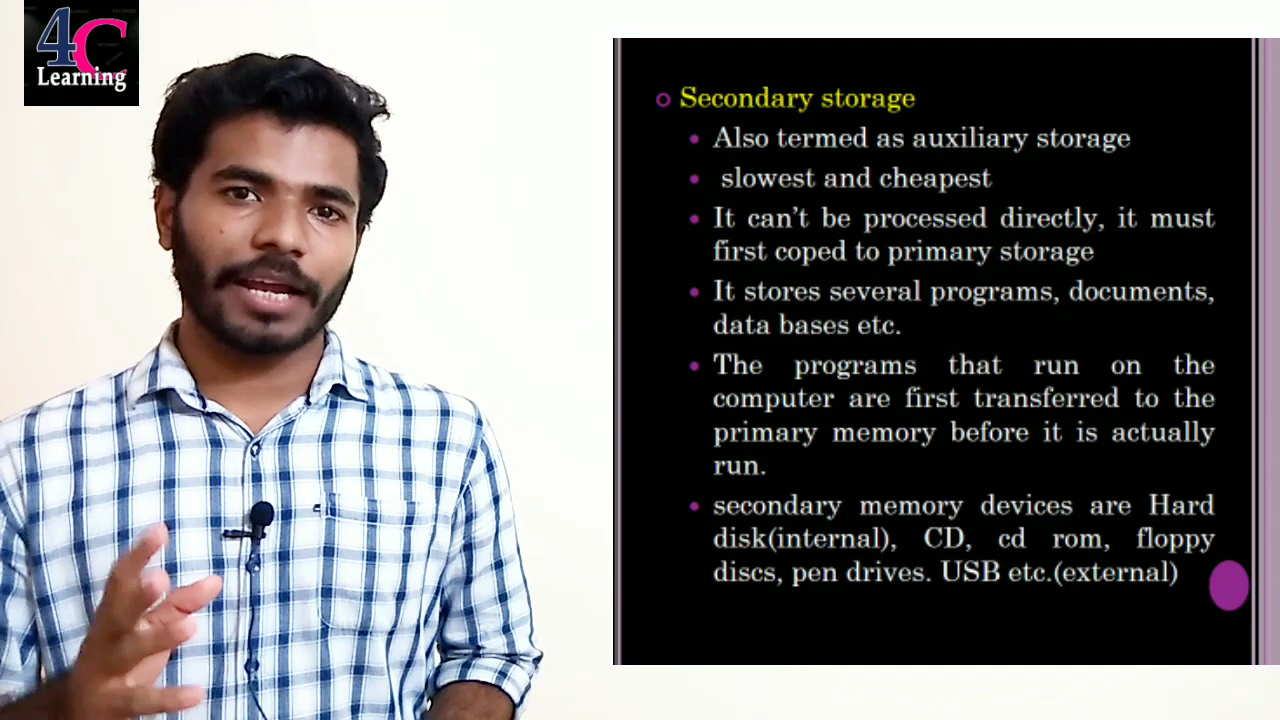 4C
Learning
Secondary storage
Also termed as auxiliary storage
slowest and cheapest
It can't be processed directly, it must
first coped to primary storage
It stores several programs, documents,
data bases etc.
The programs that run on the
computer are first transferred to the
primary memory before it is actually
run.
secondary memory devices are Hard
disk(internal), CD, cd rom, floppy
discs, pen drives. USB etc.(external)